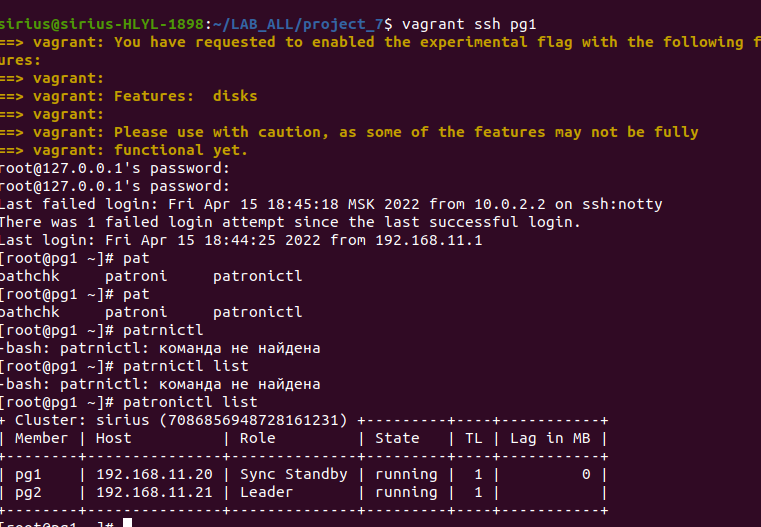 sirius@sirius-HLYL-1898:~/LAB_ALL/project_7$ vagrant ssh pg1
==> vagrant: You have requested to enabled the experimental flag with the following f
ures:
==> vagrant:
==> vagrant: Features:  disks
==> vagrant:
==> vagrant: Please use with caution, as some of the features may not be fully
==> vagrant: functional yet.
root@127.0.0.1's password:
root@127.0.0.1's password:
Last failed login: Fri Apr 15 18:45:18 MSK 2022 from 10.0.2.2 on ssh:notty
There was 1 failed login attempt since the last successful login.
Last login: Fri Apr 15 18:44:25 2022 from 192.168.11.1
[root@pg1 ~]# pat
pathchk     patroni     patronictl
[root@pg1 ~]# pat
pathchk     patroni     patronictl
[root@pg1 ~]# patrnictl
-bash: patrnictl: команда не найдена
[root@pg1 ~]# patrnictl list
-bash: patrnictl: команда не найдена
[root@pg1 ~]# patronictl list
+ Cluster: sirius (7086856948728161231) +---------+----+-----------+
| Member | Host          | Role         | State   | TL | Lag in MB |
+--------+---------------+--------------+---------+----+-----------+
| pg1    | 192.168.11.20 | Sync Standby | running |  1 |         0 |
| pg2    | 192.168.11.21 | Leader       | running |  1 |           |
+--------+---------------+--------------+---------+----+-----------+
[root@pg1 ~]#